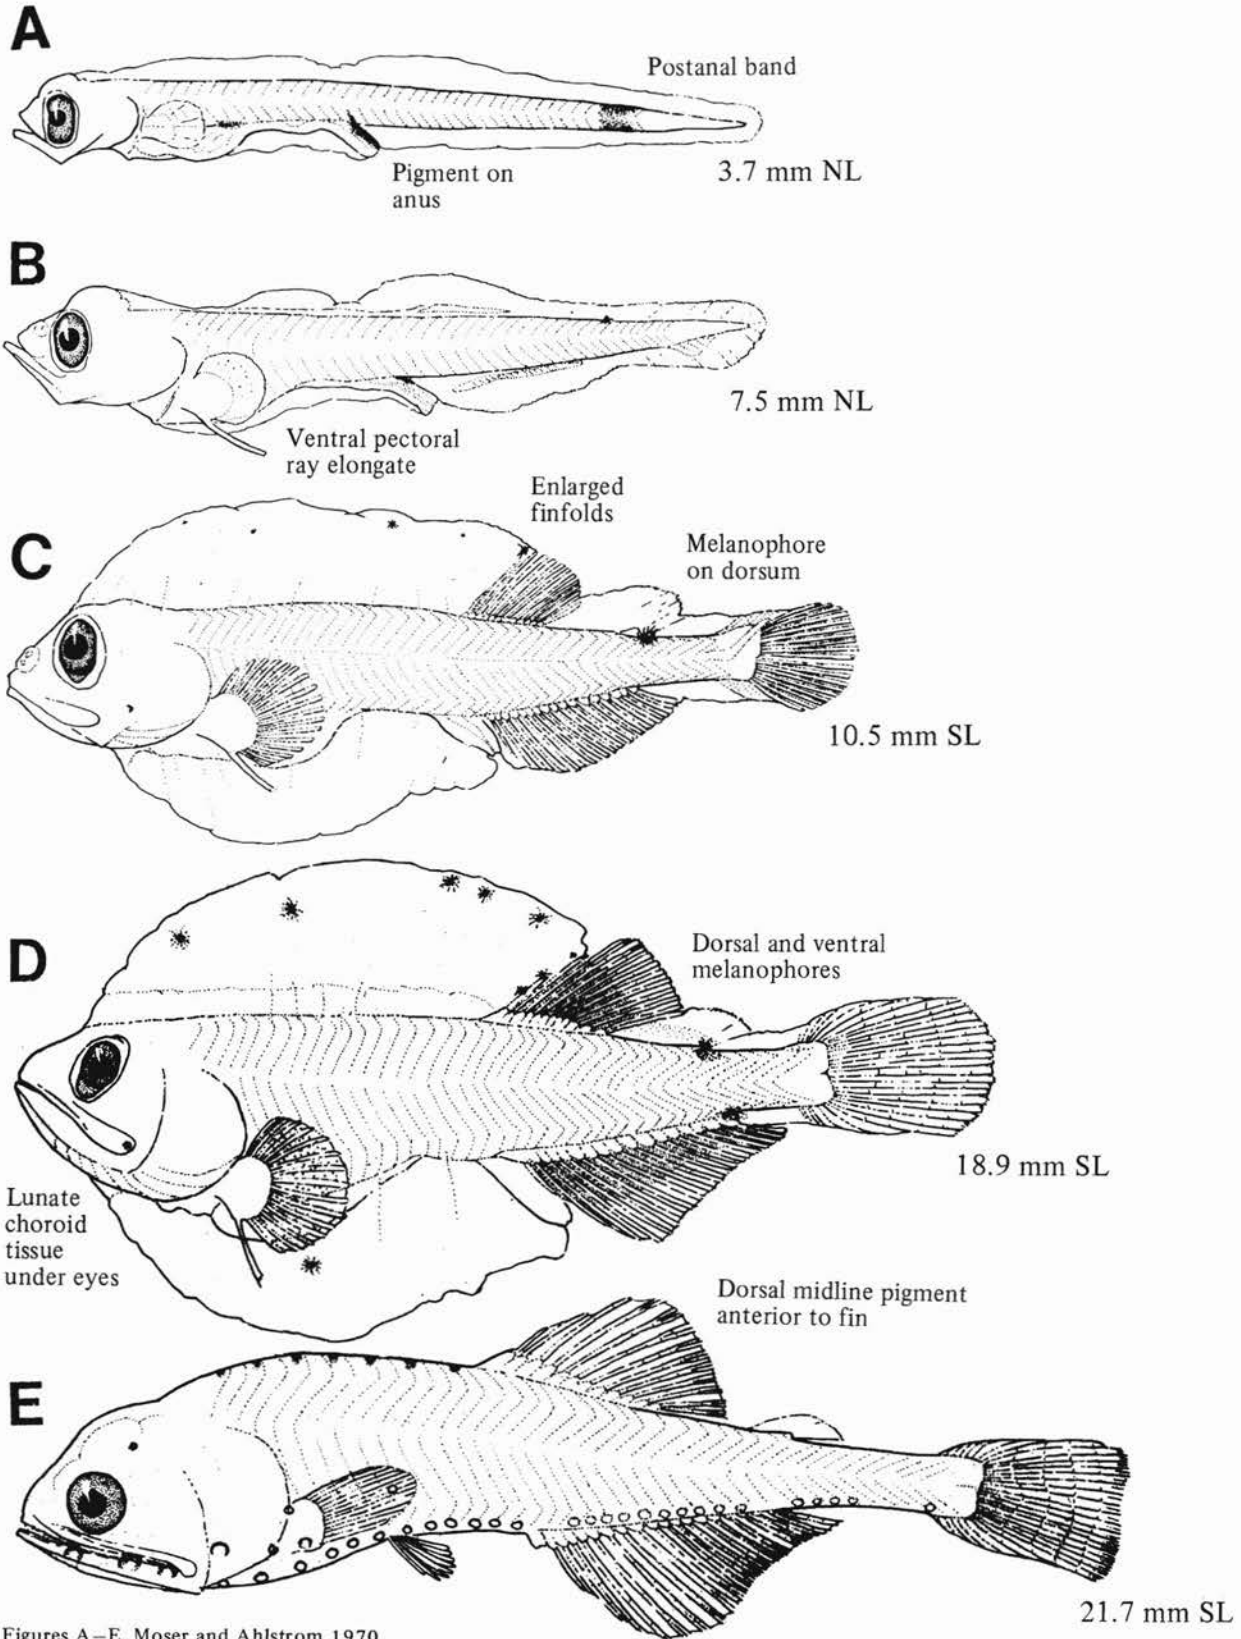 A
Postanal band
Pigment on
anus
3.7 mm NL
B
7.5 mm NL
Ventral pectoral
ray elongate
Enlarged
finfolds
C
Melanophore
on dorsum
10.5 mm SL
D
Dorsal and ventral
melanophores
18.9 mm SL
Lunate
choroid
tissue
under eyes
Dorsal midline pigment
anterior to fin
E
21.7 mm SL
Figures A–E, Moser and Ahlstrom 1970